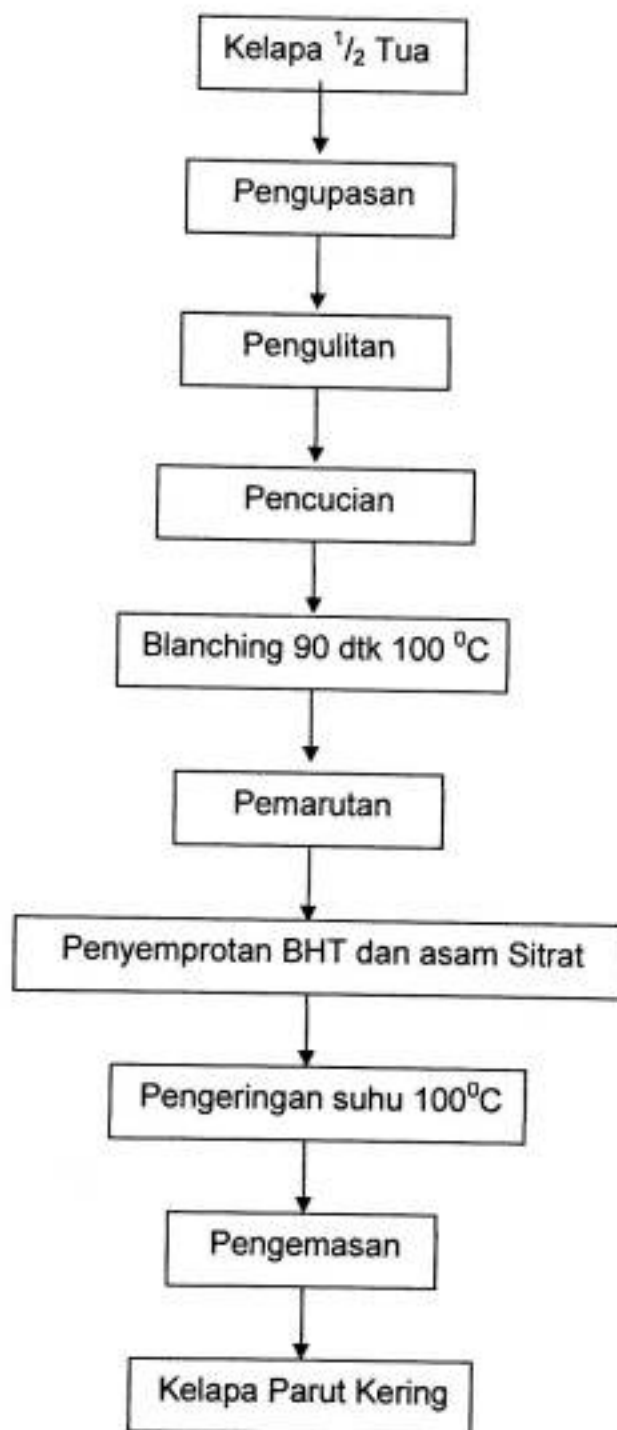 Kelapa ¹/₂ Tua
Pengupasan
Pengulitan
Pencucian
Blanching 90 dtk 100 ⁰C
Pemarutan
Penyemprotan BHT dan asam Sitrat
Pengeringan suhu 100⁰C
Pengemasan
Kelapa Parut Kering